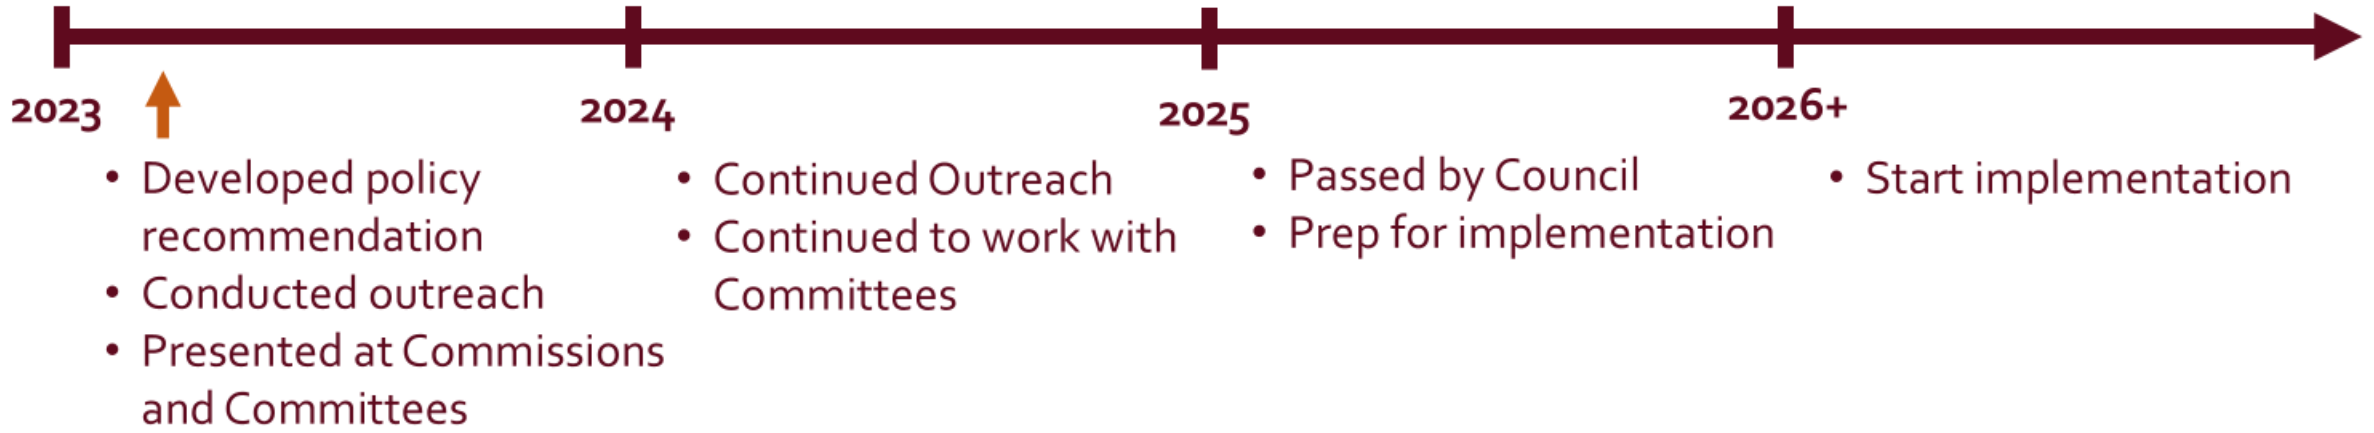 2023
2024
2025
2026+
• Developed policy
recommendation
• Conducted outreach
• Presented at Commissions
and Committees
• Continued Outreach
• Continued to work with
Committees
• Passed by Council
• Prep for implementation
• Start implementation